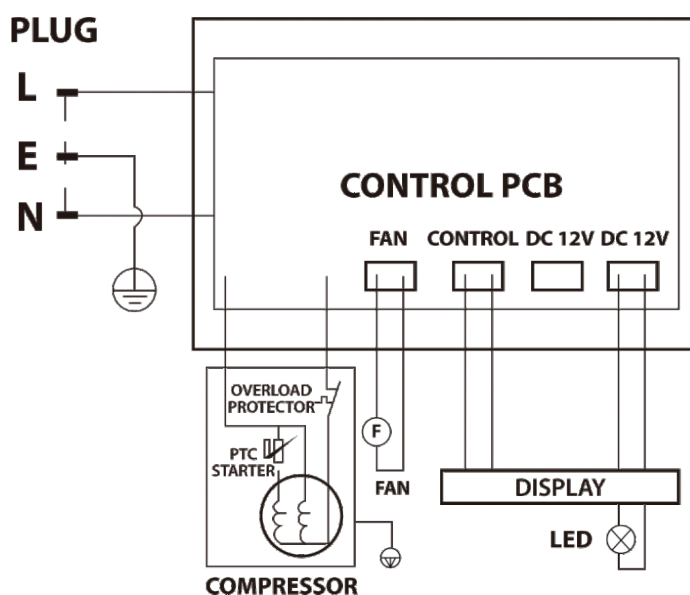 PLUG
L
E
N
CONTROL PCB
FAN CONTROL DC 12V DC 12V
OVERLOAD
PROTECTOR
PTC
STARTER
F
FAN
DISPLAY
LED
COMPRESSOR